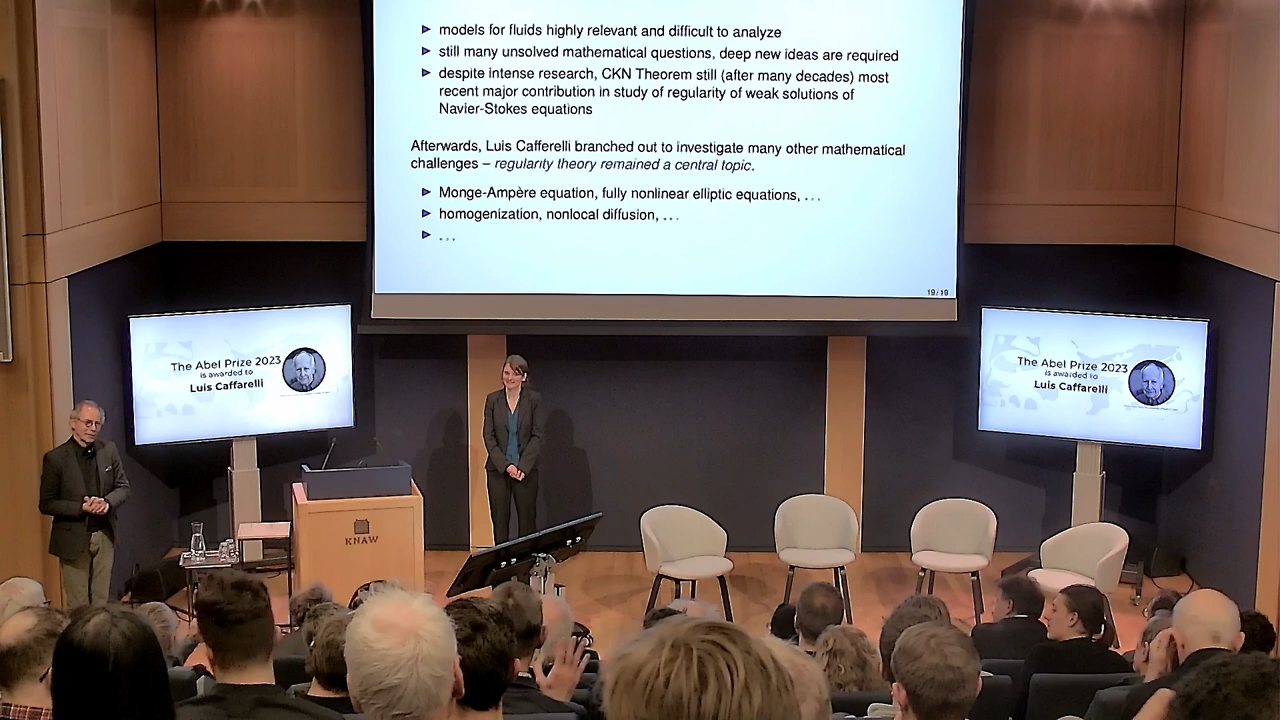 ▶ models for fluids highly relevant and difficult to analyze
▶ still many unsolved mathematical questions, deep new ideas are required
▶ despite intense research, CKN Theorem still (after many decades) most
recent major contribution in study of regularity of weak solutions of
Navier-Stokes equations
Afterwards, Luis Cafferelli branched out to investigate many other mathematical
challenges – regularity theory remained a central topic.
▶ Monge-Ampère equation, fully nonlinear elliptic equations, ...
▶ homogenization, nonlocal diffusion, ...
▶ ...
19/19
The Abel Prize 2023
is awarded to
Luis Caffarelli
The Abel Prize 2023
is awarded to
Luis Caffarelli
KNAW